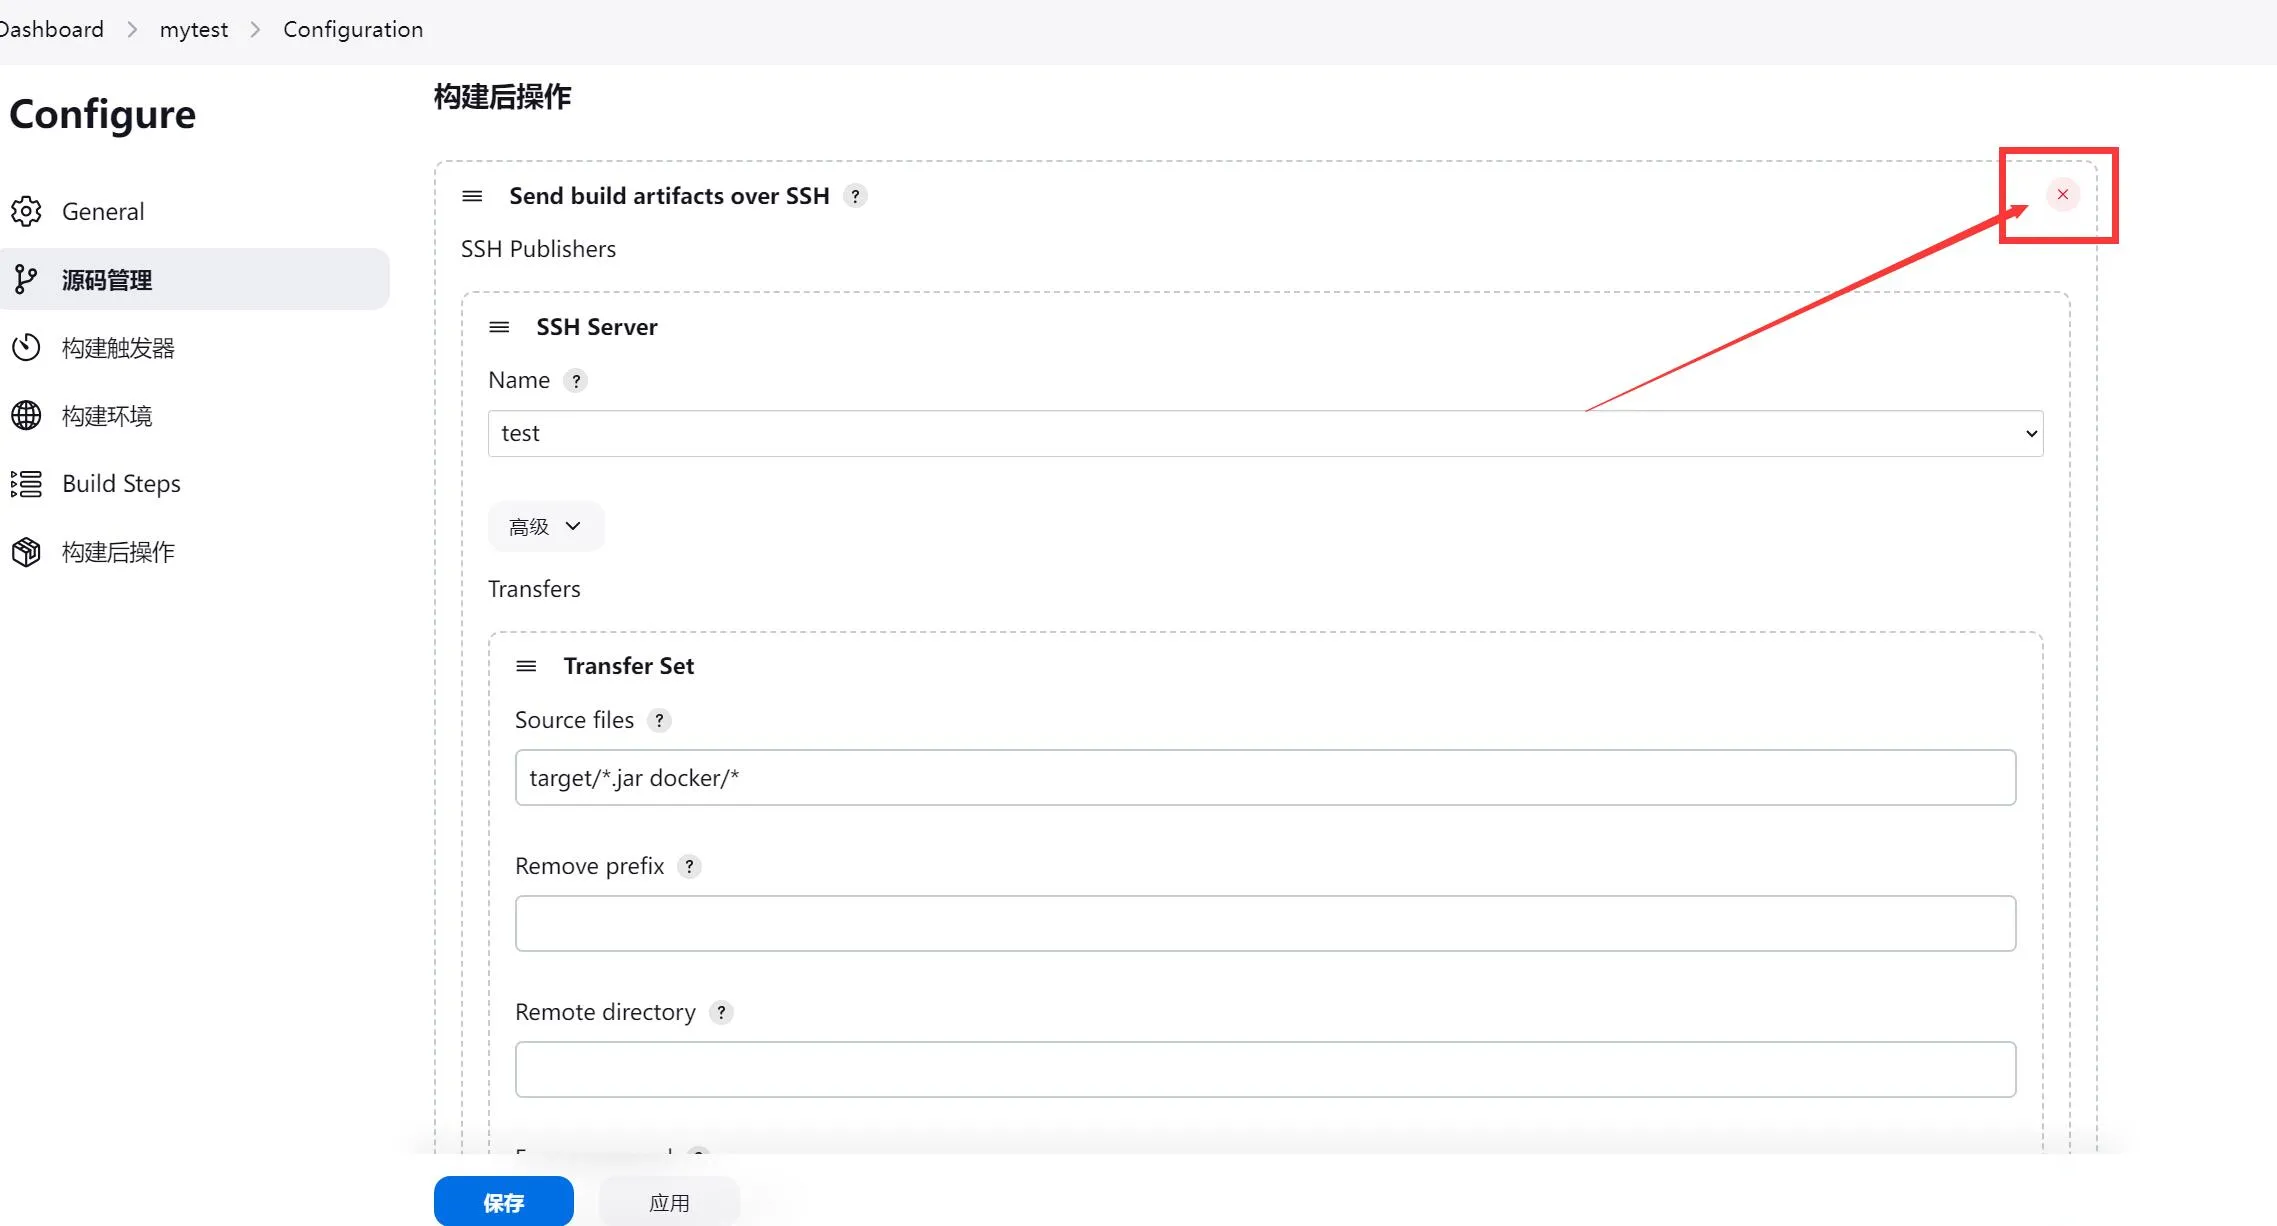 Dashboard > mytest > Configuration
Configure
General
源码管理
构建触发器
构建环境
Build Steps
构建后操作
构建后操作
Send build artifacts over SSH ?
SSH Publishers
SSH Server
Name ?
test
高级
Transfers
Transfer Set
Source files ?
target/*.jar docker/*
Remove prefix ?
Remote directory ?
保存
应用